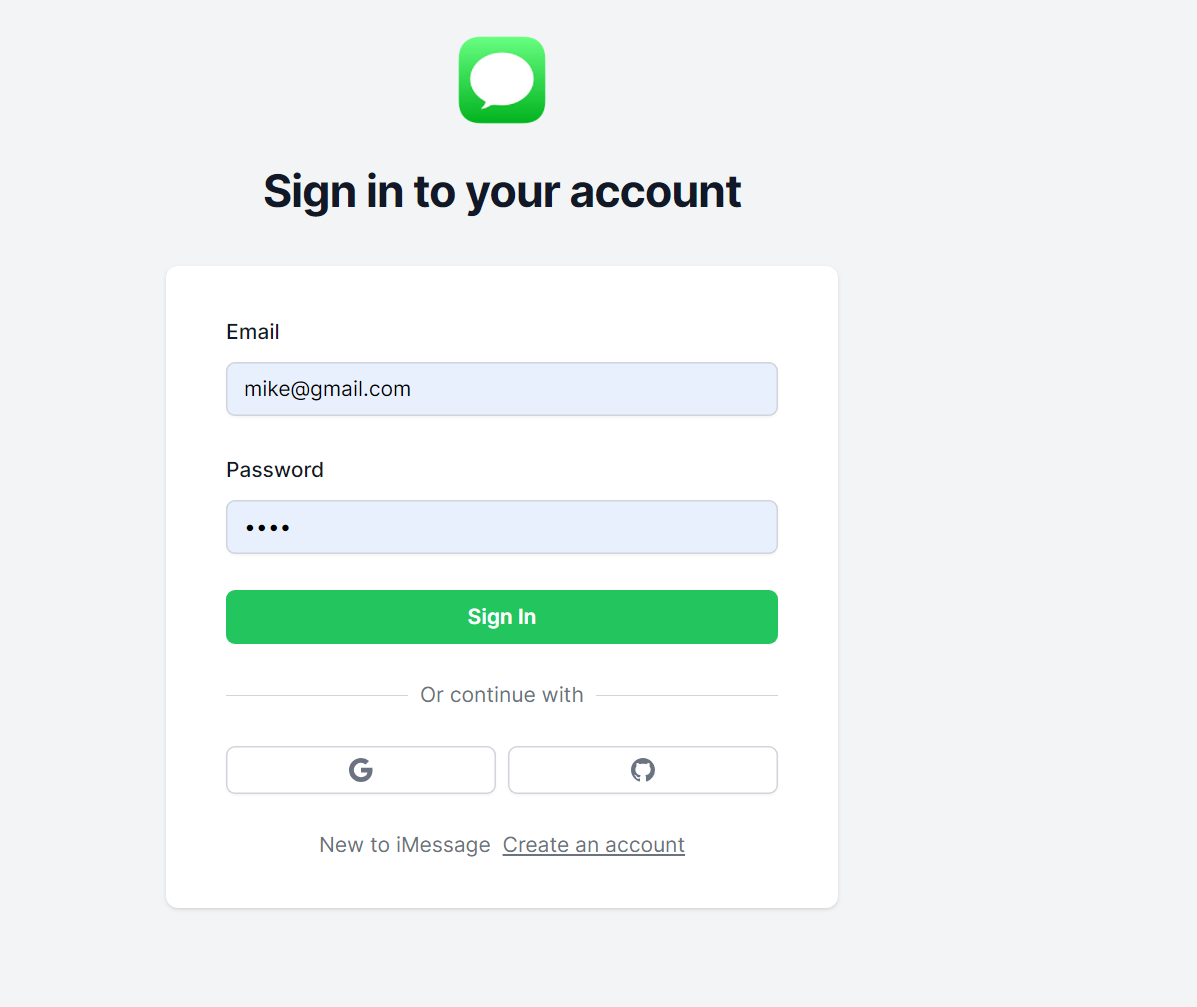 Sign in to your account
Email
mike@gmail.com
Password
••••
Sign In
Or continue with
New to iMessage Create an account